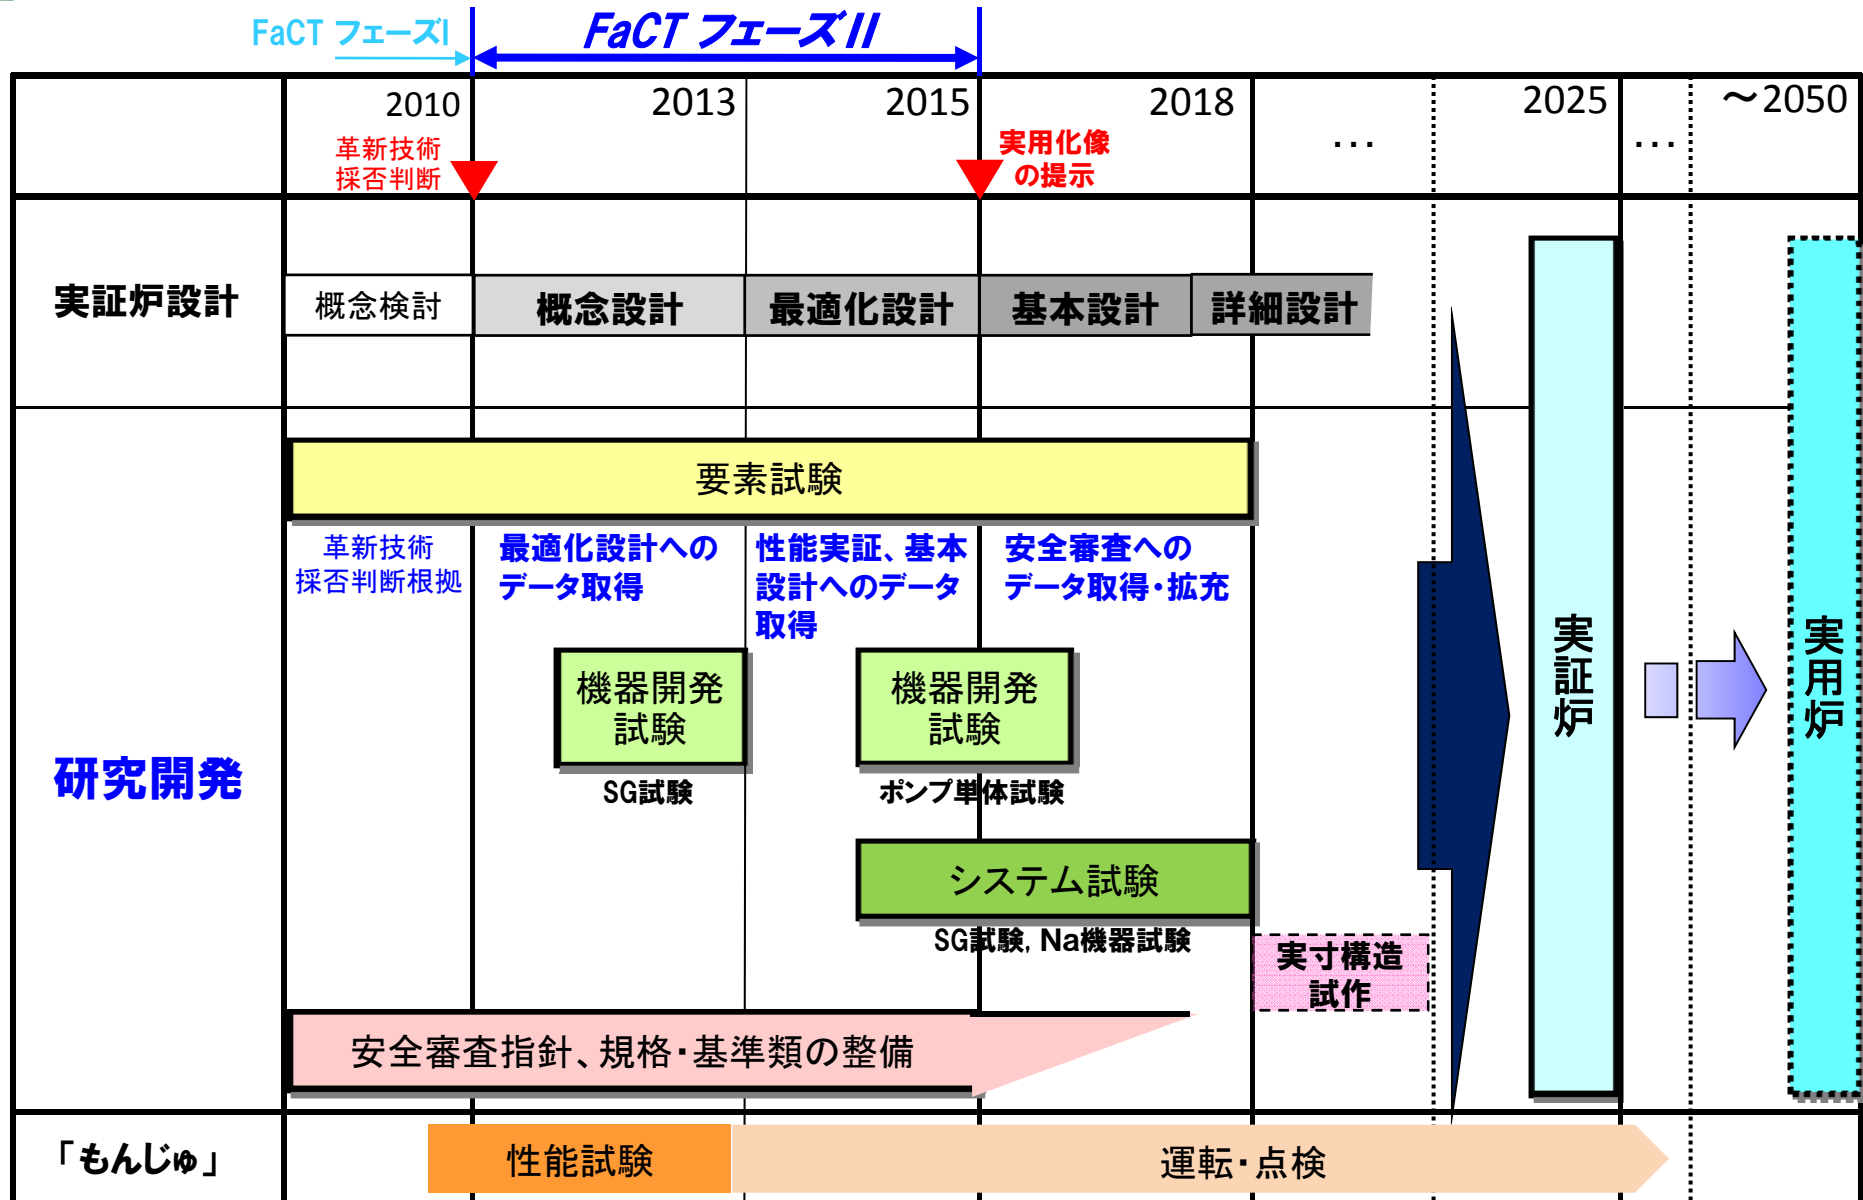 FaCT フェーズI
FaCT フェーズII
2010
2013
2015
2018
2025
～2050
革新技術
採否判断
実用化像
の提示
...
...
実証炉設計
概念検討
概念設計
最適化設計
基本設計
詳細設計
研究開発
要素試験
革新技術
採否判断根拠
最適化設計への
データ取得
性能実証、基本
設計へのデータ
取得
安全審査への
データ取得・拡充
機器開発
試験
SG試験
機器開発
試験
ポンプ単体試験
システム試験
SG試験, Na機器試験
実寸構造
試作
安全審査指針、規格・基準類の整備
実証炉
実用炉
「もんじゅ」
性能試験
運転・点検